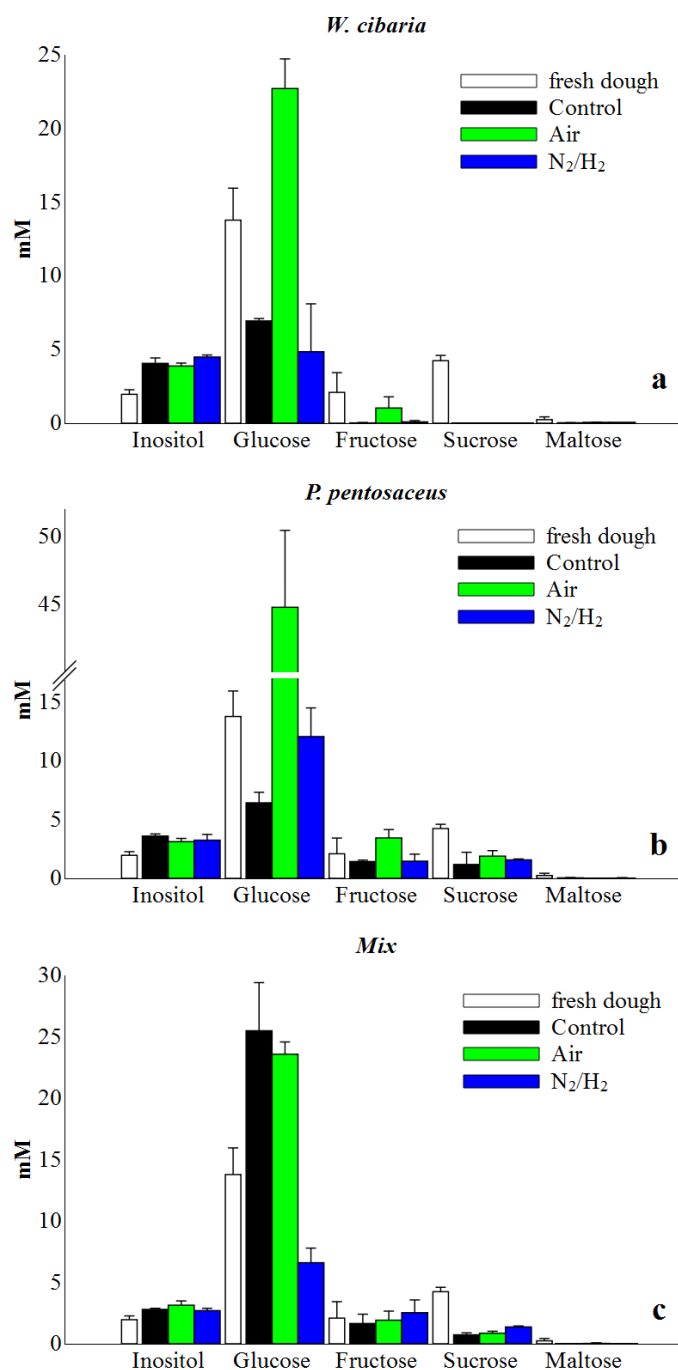 W. cibaria
25
20
15
10
5
0
mM
fresh dough
Control
Air
N₂/H₂
a
Inositol Glucose Fructose Sucrose Maltose
P. pentosaceus
50
45
15
10
5
0
mM
fresh dough
Control
Air
N₂/H₂
b
Inositol Glucose Fructose Sucrose Maltose
Mix
30
25
20
15
10
5
0
mM
fresh dough
Control
Air
N₂/H₂
c
Inositol Glucose Fructose Sucrose Maltose